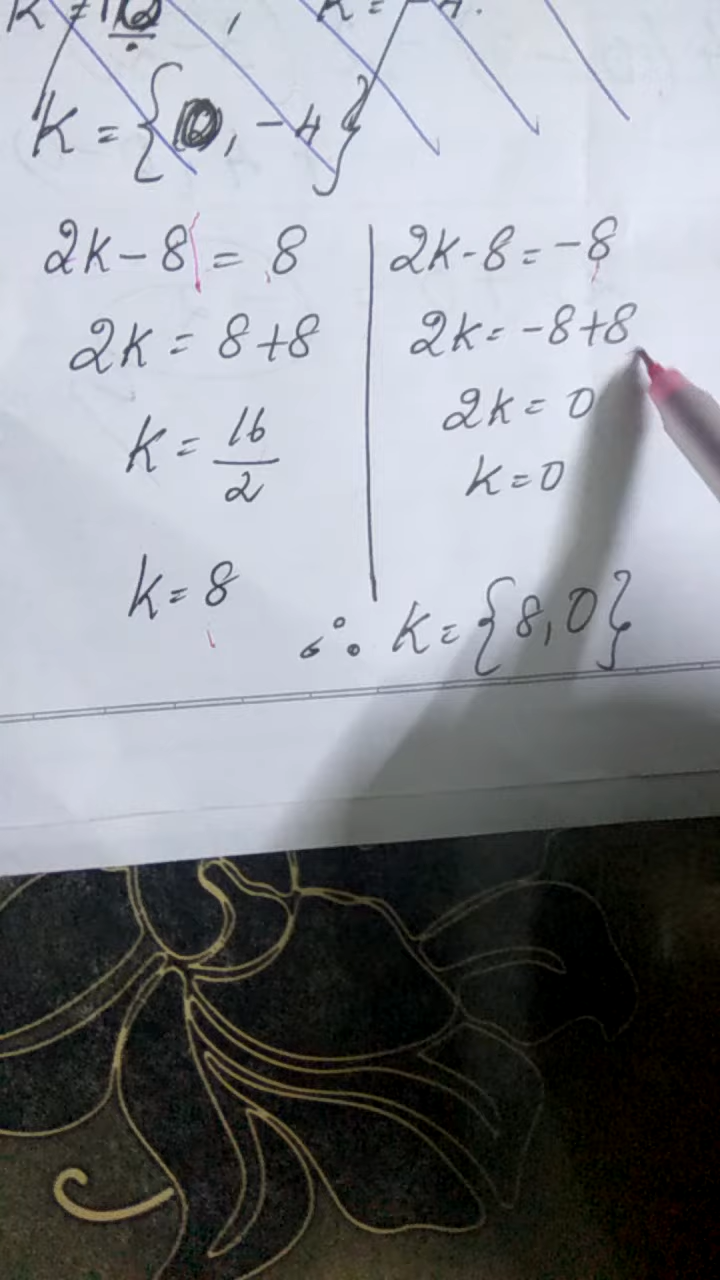 K = {0, -4}
2k - 8 = 8
2k = 8 + 8
k = 16/2
k = 8
2k - 8 = -8
2k = -8 + 8
2k = 0
k = 0
∴ k = {8, 0}